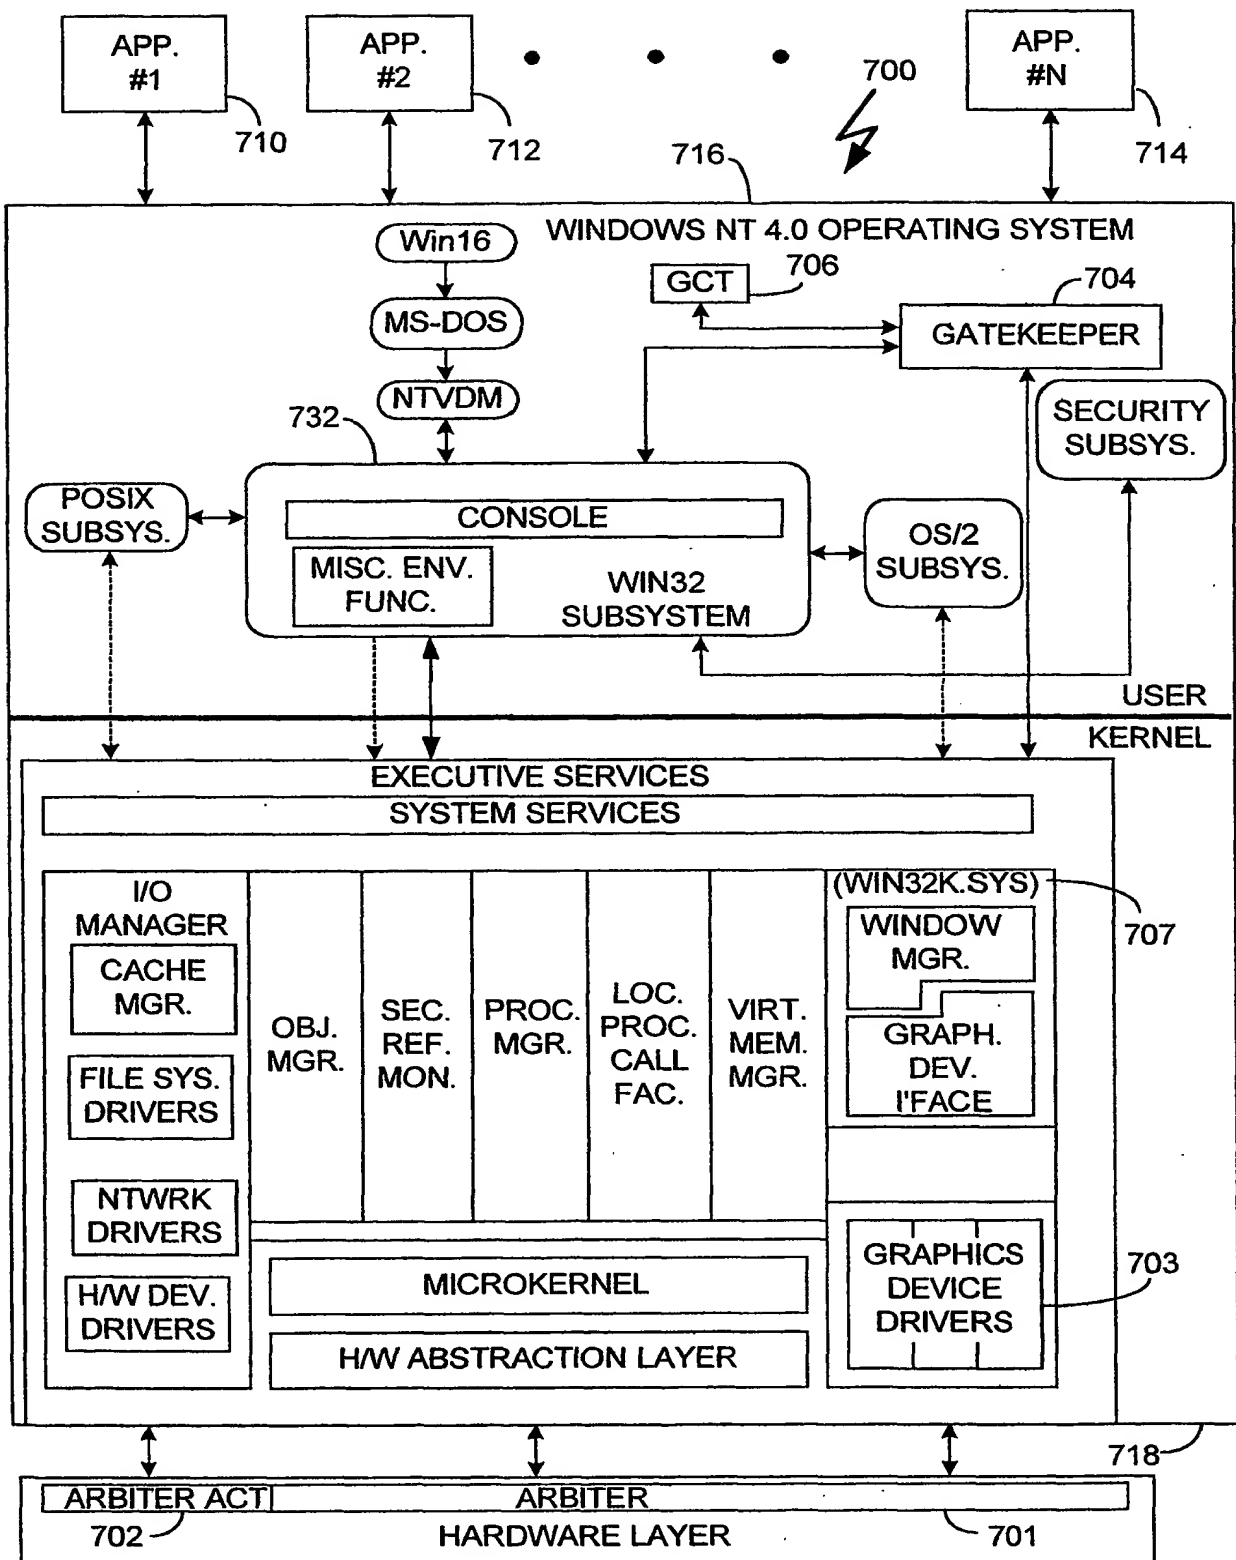 APP.
#1
APP.
#2
APP.
#N
700
710
712
714
716
WINDOWS NT 4.0 OPERATING SYSTEM
Win16
706
GCT
704
MS-DOS
GATEKEEPER
NTVDM
732
SECURITY
SUBSYS.
POSIX
SUBSYS.
CONSOLE
OS/2
SUBSYS.
MISC. ENV.
FUNC.
WIN32
SUBSYSTEM
USER
KERNEL
EXECUTIVE SERVICES
SYSTEM SERVICES
I/O
MANAGER
CACHE
MGR.
FILE SYS.
DRIVERS
NTWRK
DRIVERS
H/W DEV.
DRIVERS
OBJ.
MGR.
SEC.
REF.
MON.
PROC.
MGR.
LOC.
PROC.
CALL
FAC.
VIRT.
MEM.
MGR.
(WIN32K.SYS)
707
WINDOW
MGR.
GRAPH.
DEV.
I'FACE
MICROKERNEL
H/W ABSTRACTION LAYER
GRAPHICS
DEVICE
DRIVERS
703
718
ARBITER ACT
ARBITER
702
HARDWARE LAYER
701